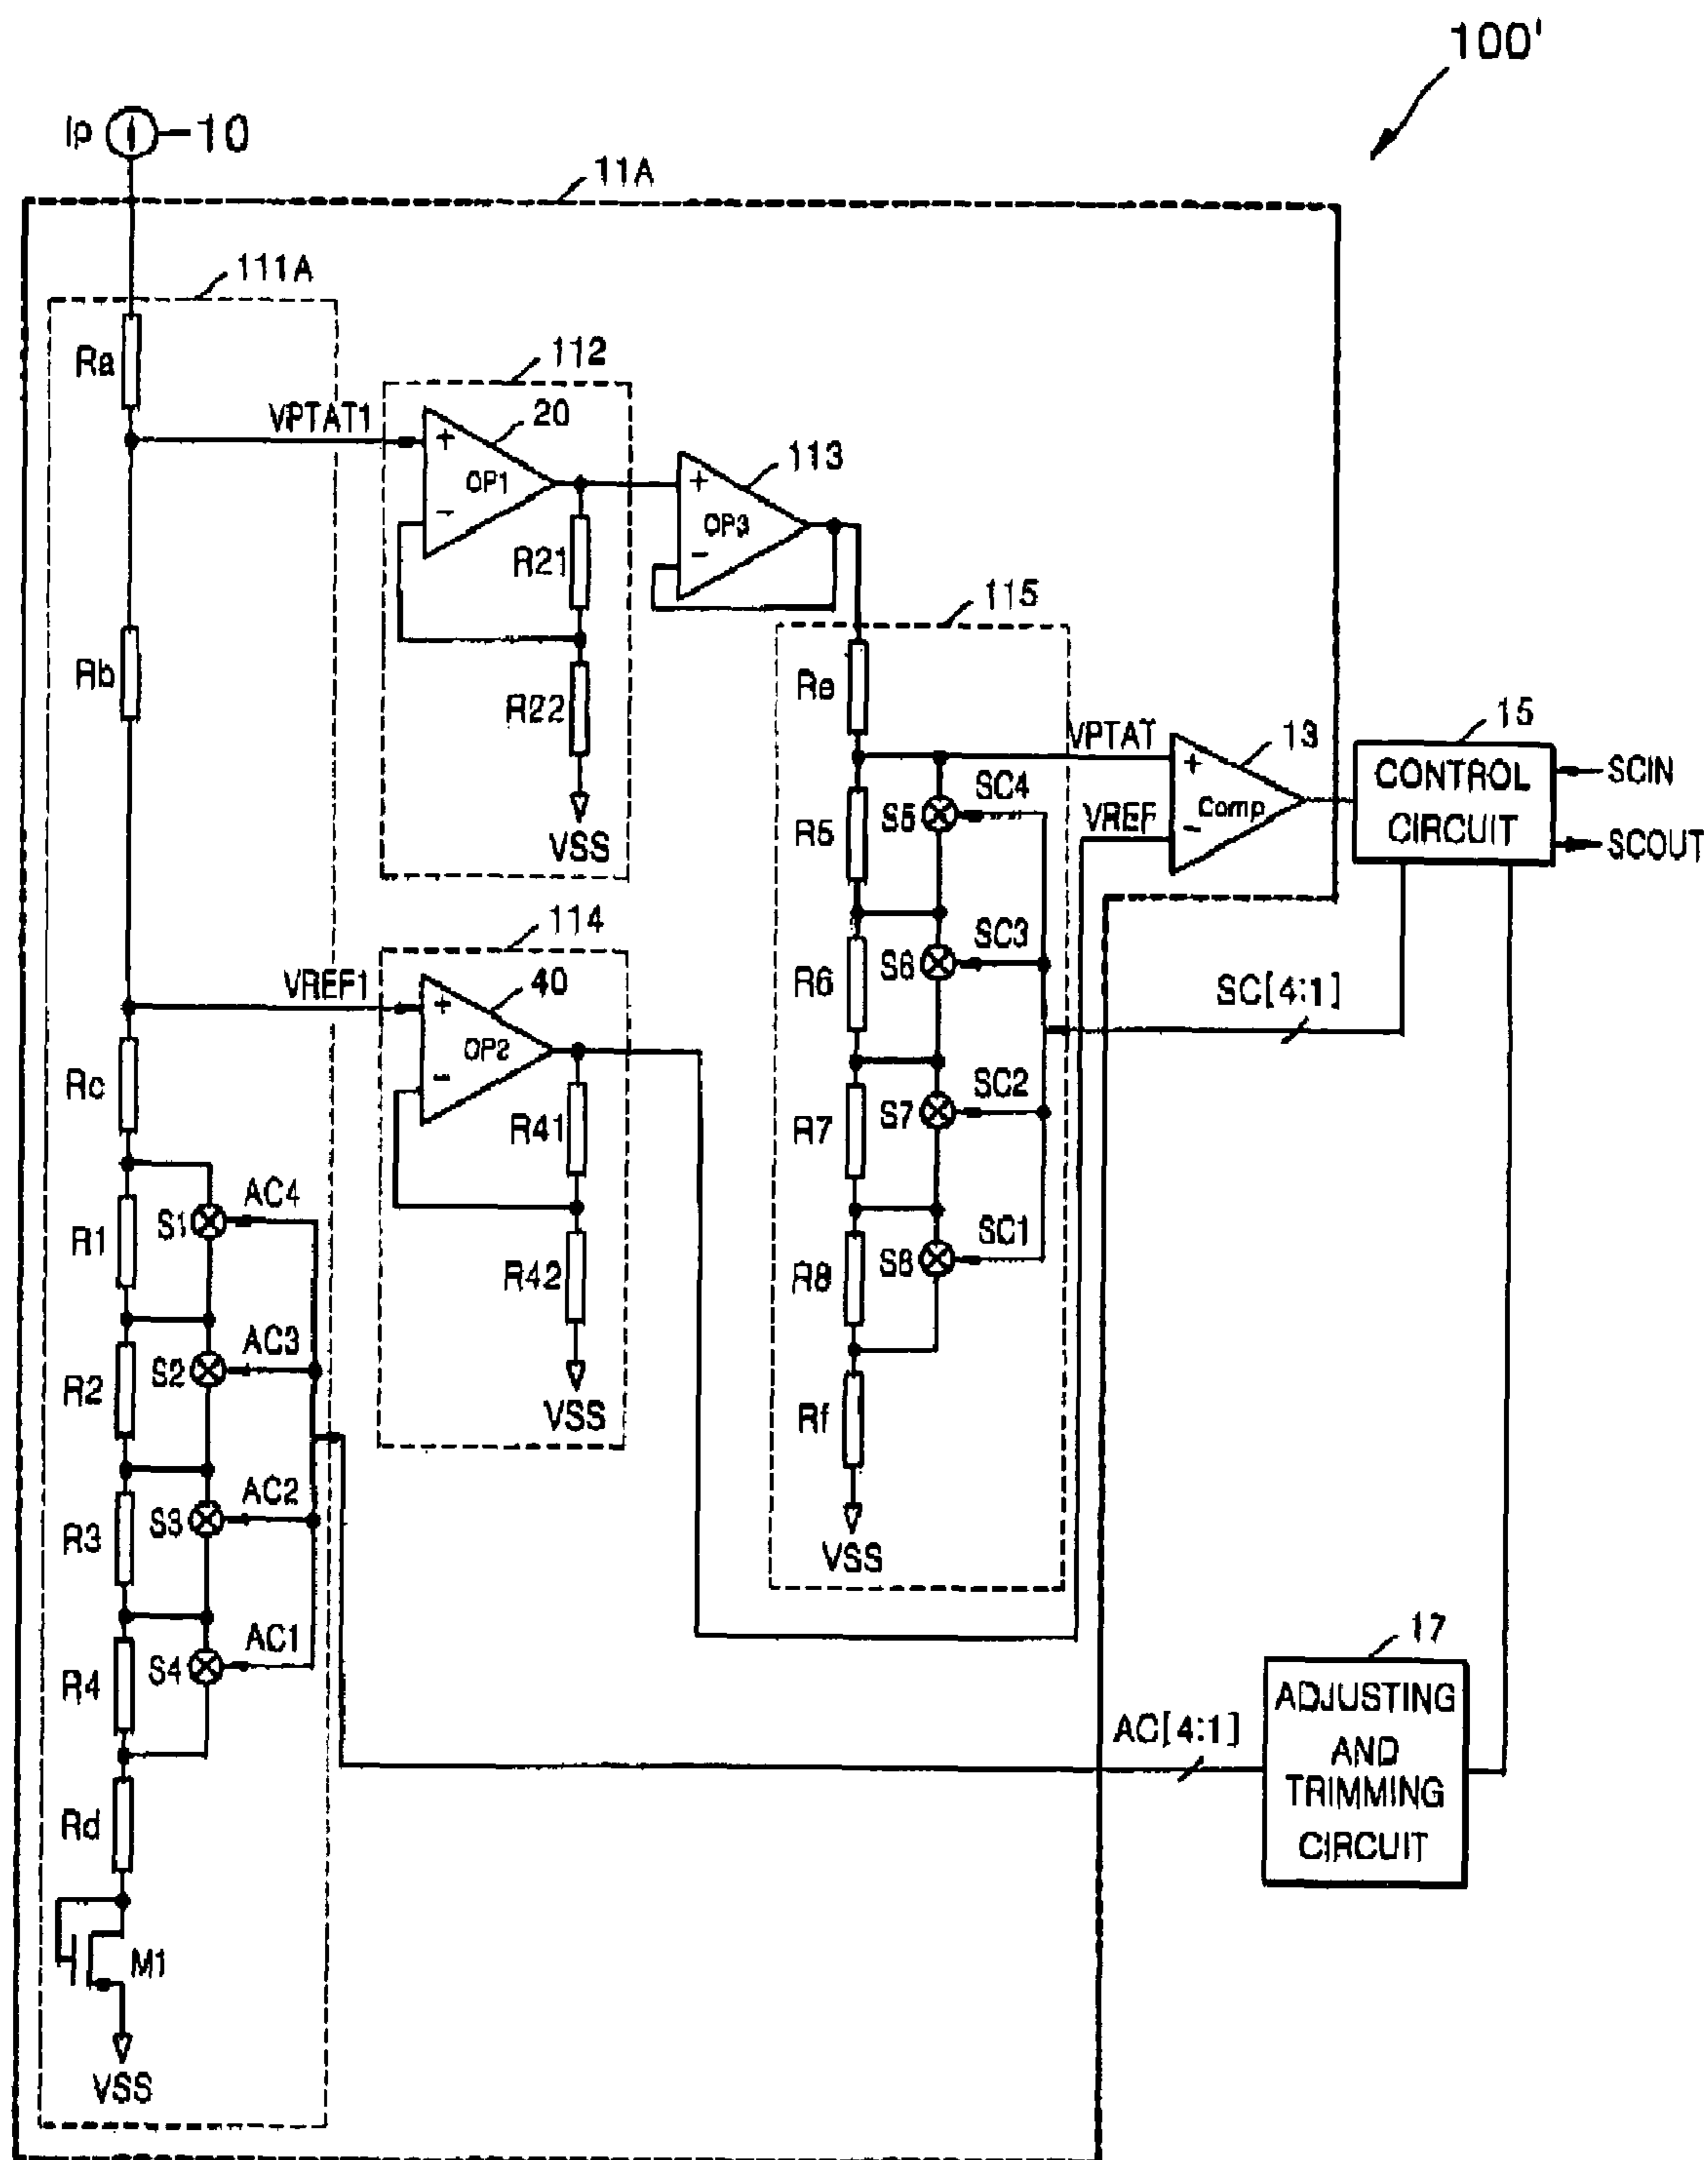 100'
Ip
10
11A
111A
Ra
112
VPTAT1
20
+
OP1
-
113
+
OP3
-
R21
115
Rb
R22
Re
VSS
VPTAT
13
15
+
Comp
-
CONTROL
CIRCUIT
SCIN
SCOUT
SC4
S5
VREF
R5
114
VREF1
40
+
OP2
-
SC3
S6
R6
SC[4:1]
Rc
R41
SC2
S7
R7
AC4
S1
R1
R42
SC1
S8
R8
AC3
S2
R2
VSS
Rf
AC2
S3
R3
VSS
AC1
S4
R4
17
AC[4:1]
ADJUSTING
AND
TRIMMING
CIRCUIT
Rd
M1
VSS